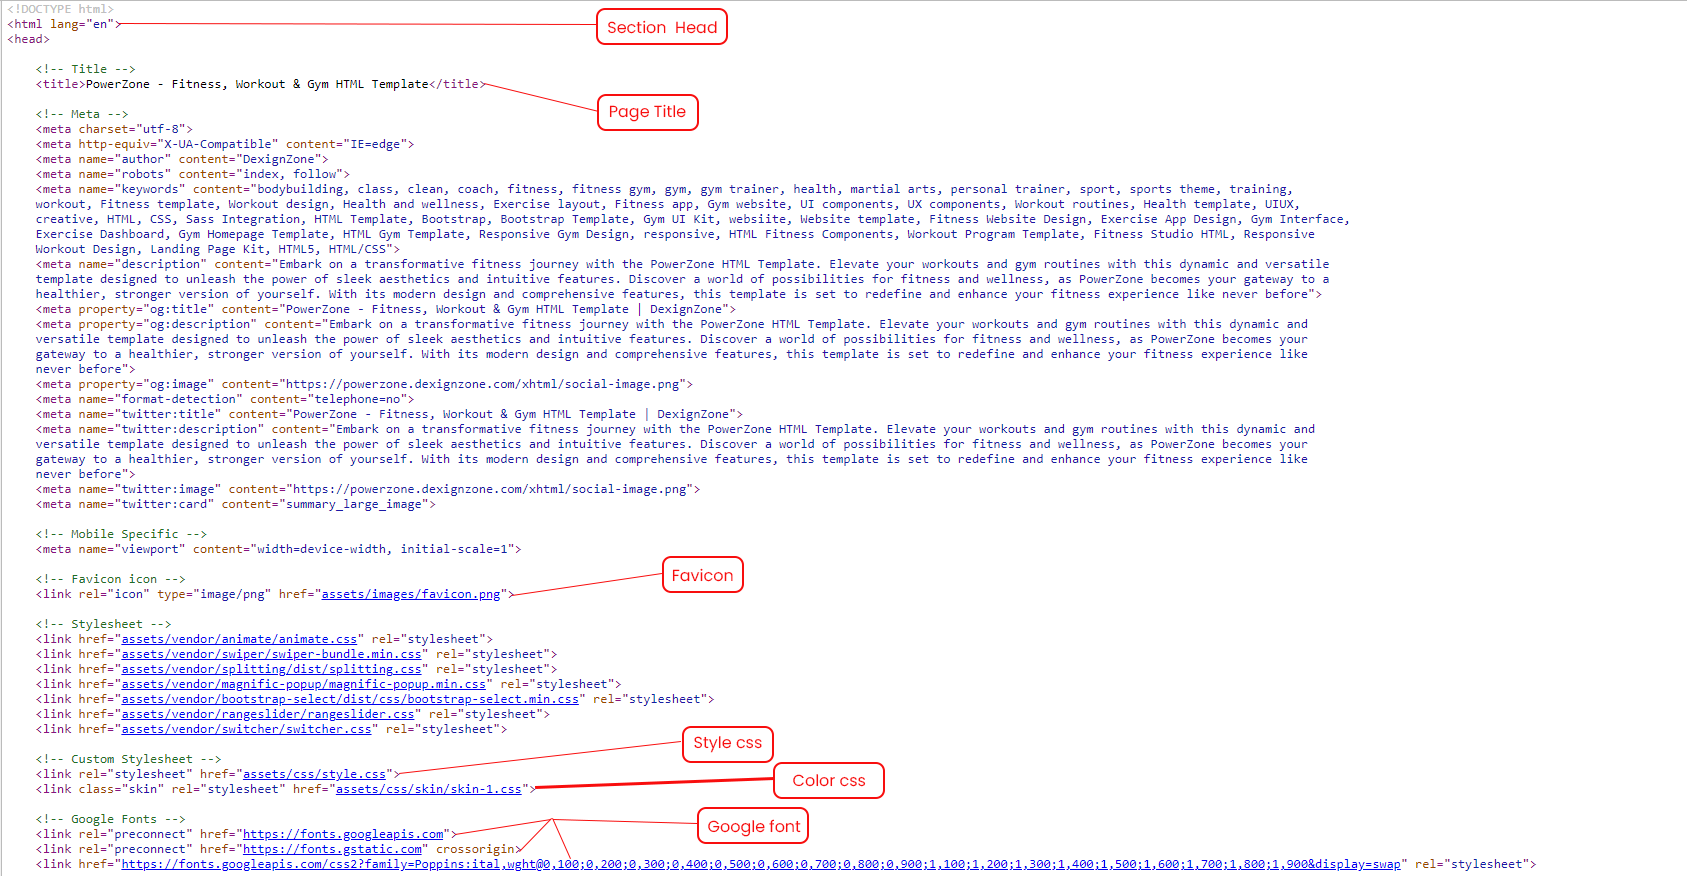 <!DOCTYPE html>
<html lang="en">
Section Head
<head>
<!-- Title -->
<title>PowerZone - Fitness, Workout & Gym HTML Template</title>
Page Title
<!-- Meta -->
<meta charset="utf-8">
<meta http-equiv="X-UA-Compatible" content="IE=edge">
<meta name="author" content="DexignZone">
<meta name="robots" content="index, follow">
<meta name="keywords" content="bodybuilding, class, clean, coach, fitness, fitness gym, gym, gym trainer, health, martial arts, personal trainer, sport, sports theme, training,
workout, Fitness template, Workout design, Health and wellness, Exercise layout, Fitness app, Gym website, UI components, UX components, Workout routines, Health template, UIUX,
creative, HTML, CSS, Sass Integration, HTML Template, Bootstrap, Bootstrap Template, Gym UI Kit, websiite, Website template, Fitness Website Design, Exercise App Design, Gym Interface,
Exercise Dashboard, Gym Homepage Template, HTML Gym Template, Responsive Gym Design, responsive, HTML Fitness Components, Workout Program Template, Fitness Studio HTML, Responsive
Workout Design, Landing Page Kit, HTML5, HTML/CSS">
<meta name="description" content="Embark on a transformative fitness journey with the PowerZone HTML Template. Elevate your workouts and gym routines with this dynamic and versatile
template designed to unleash the power of sleek aesthetics and intuitive features. Discover a world of possibilities for fitness and wellness, as PowerZone becomes your gateway to a
healthier, stronger version of yourself. With its modern design and comprehensive features, this template is set to redefine and enhance your fitness experience like never before">
<meta property="og:title" content="PowerZone - Fitness, Workout & Gym HTML Template | DexignZone">
<meta property="og:description" content="Embark on a transformative fitness journey with the PowerZone HTML Template. Elevate your workouts and gym routines with this dynamic and
versatile template designed to unleash the power of sleek aesthetics and intuitive features. Discover a world of possibilities for fitness and wellness, as PowerZone becomes your
gateway to a healthier, stronger version of yourself. With its modern design and comprehensive features, this template is set to redefine and enhance your fitness experience like
never before">
<meta property="og:image" content="https://powerzone.dexignzone.com/xhtml/social-image.png">
<meta name="format-detection" content="telephone=no">
<meta name="twitter:title" content="PowerZone - Fitness, Workout & Gym HTML Template | DexignZone">
<meta name="twitter:description" content="Embark on a transformative fitness journey with the PowerZone HTML Template. Elevate your workouts and gym routines with this dynamic and
versatile template designed to unleash the power of sleek aesthetics and intuitive features. Discover a world of possibilities for fitness and wellness, as PowerZone becomes your
gateway to a healthier, stronger version of yourself. With its modern design and comprehensive features, this template is set to redefine and enhance your fitness experience like
never before">
<meta name="twitter:image" content="https://powerzone.dexignzone.com/xhtml/social-image.png">
<meta name="twitter:card" content="summary_large_image">
<!-- Mobile Specific -->
<meta name="viewport" content="width=device-width, initial-scale=1">
<!-- Favicon icon -->
Favicon
<link rel="icon" type="image/png" href="assets/images/favicon.png">
<!-- Stylesheet -->
<link href="assets/vendor/animate/animate.css" rel="stylesheet">
<link href="assets/vendor/swiper/swiper-bundle.min.css" rel="stylesheet">
<link href="assets/vendor/splitting/dist/splitting.css" rel="stylesheet">
<link href="assets/vendor/magnific-popup/magnific-popup.min.css" rel="stylesheet">
<link href="assets/vendor/bootstrap-select/dist/css/bootstrap-select.min.css" rel="stylesheet">
<link href="assets/vendor/rangeslider/rangeslider.css" rel="stylesheet">
<link href="assets/vendor/switcher/switcher.css" rel="stylesheet">
Style css
<!-- Custom Stylesheet -->
<link rel="stylesheet" href="assets/css/style.css">
Color css
<link class="skin" rel="stylesheet" href="assets/css/skin/skin-1.css">
<!-- Google Fonts -->
Google font
<link rel="preconnect" href="https://fonts.googleapis.com">
<link rel="preconnect" href="https://fonts.gstatic.com" crossorigin>
<link href="https://fonts.googleapis.com/css2?family=Poppins:ital,wght@0,100;0,200;0,300;0,400;0,500;0,600;0,700;0,800;0,900;1,100;1,200;1,300;1,400;1,500;1,600;1,700;1,800;1,900&display=swap" rel="stylesheet">